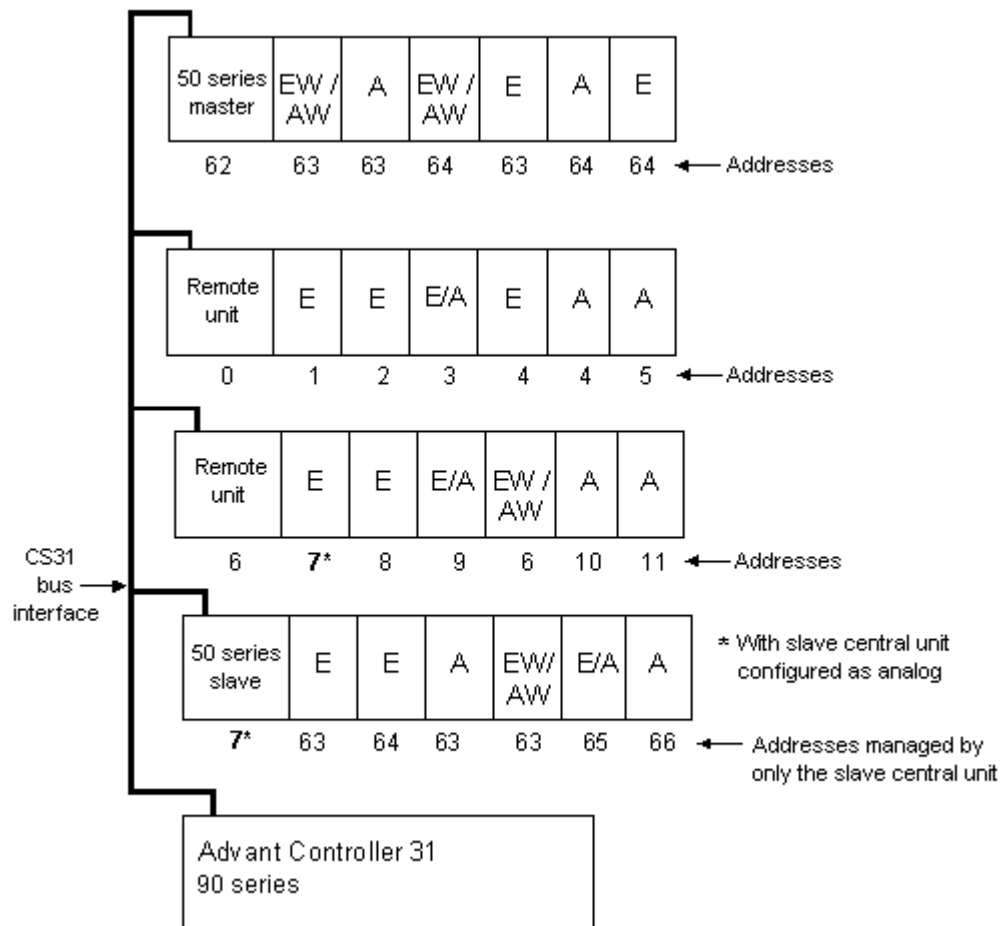 50 series master EW / AW A EW / AW E A E
62 63 63 64 63 64 64 Addresses
Remote unit E E E/A E A A
0 1 2 3 4 4 5 Addresses
Remote unit E E E/A EW / AW A A
6 7* 8 9 6 10 11 Addresses
CS31
bus
interface
50 series slave E E A EW/ AW E/A A
* With slave central unit
configured as analog
7* 63 64 63 63 65 66 Addresses managed by
only the slave central unit
Advant Controller 31
90 series